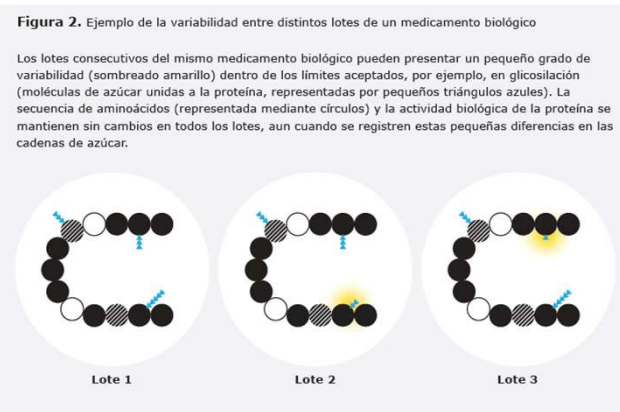 Figura 2. Ejemplo de la variabilidad entre distintos lotes de un medicamento biológico
Los lotes consecutivos del mismo medicamento biológico pueden presentar un pequeño grado de
variabilidad (sombreado amarillo) dentro de los límites aceptados, por ejemplo, en glicosilación
(moléculas de azúcar unidas a la proteína, representadas por pequeños triángulos azules). La
secuencia de aminoácidos (representada mediante círculos) y la actividad biológica de la proteína se
mantienen sin cambios en todos los lotes, aun cuando se registren estas pequeñas diferencias en las
cadenas de azúcar.
Lote 1
Lote 2
Lote 3